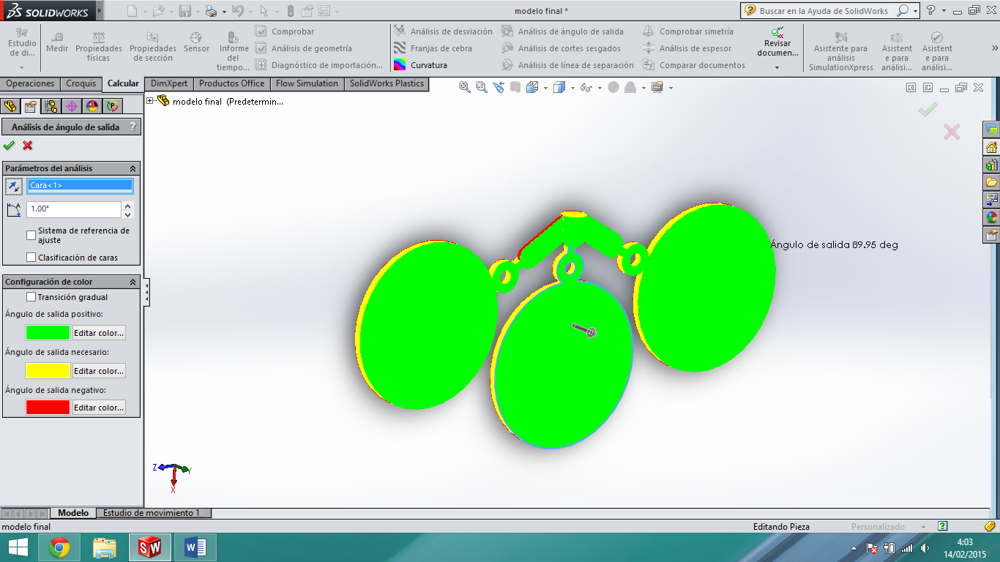 SOLIDWORKS
modelo final *
Buscar en la Ayuda de SolidWorks
Estudio
de di...
Medir
Propiedades
físicas
Propiedades
de sección
Sensor
Informe
del
tiempo...
Comprobar
Análisis de geometría
Diagnóstico de importación...
Análisis de desviación
Franjas de cebra
Curvatura
Análisis de ángulo de salida
Análisis de cortes sesgados
Análisis de línea de separación
Comprobar simetría
Análisis de espesor
Comparar documentos
Revisar
documen...
Asistente para
análisis
SimulationXpress
Asistent
e para
análisi...
Asistent
e para
análisi...
Operaciones
Croquis
Calcular
DimXpert
Productos Office
Flow Simulation
SolidWorks Plastics
modelo final (Predetermin...
Análisis de ángulo de salida
?
Parámetros del análisis
Cara<1>
1.00°
Sistema de referencia de
ajuste
Clasificación de caras
Configuración de color
Transición gradual
Ángulo de salida positivo:
Editar color...
Ángulo de salida necesario:
Editar color...
Ángulo de salida negativo:
Editar color...
Ángulo de salida 89.95 deg
Z
Y
X
Modelo
Estudio de movimiento 1
modelo final
Editando Pieza
Personalizado
4:03
14/02/2015